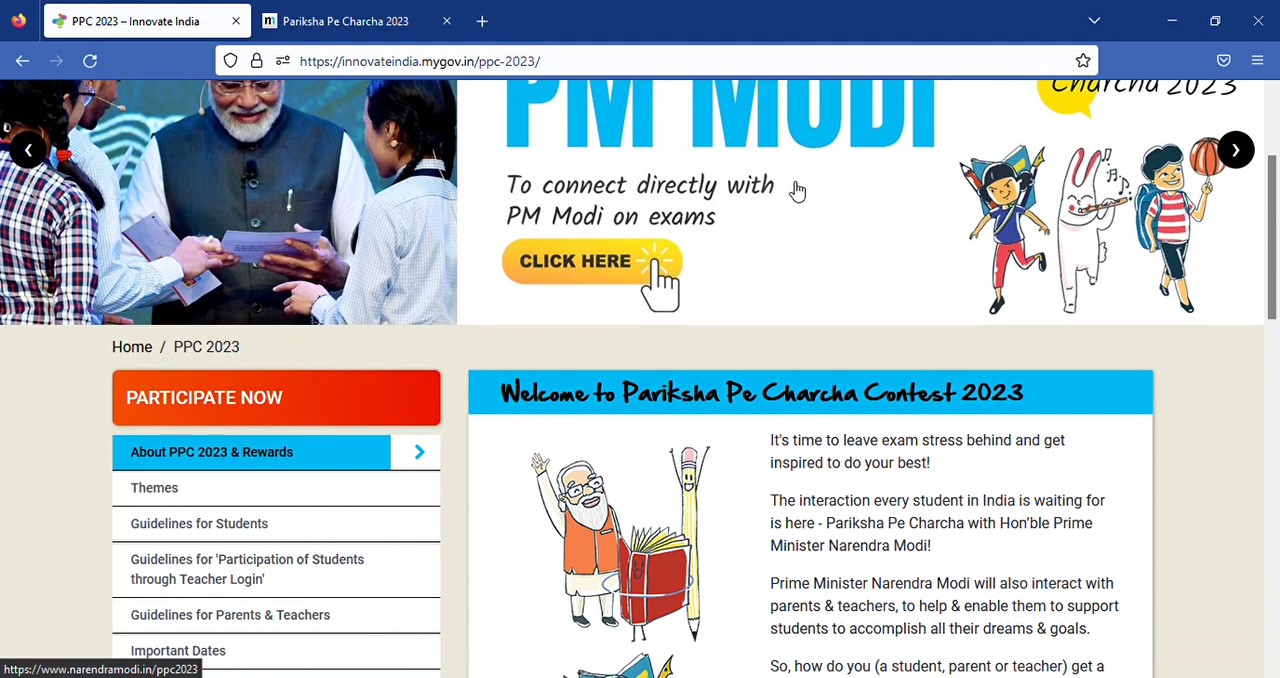 PPC 2023 – Innovate India
Pariksha Pe Charcha 2023
https://innovateindia.mygov.in/ppc-2023/
PM MODI
Charcha 2023
To connect directly with
PM Modi on exams
CLICK HERE
Home / PPC 2023
PARTICIPATE NOW
Welcome to Pariksha Pe Charcha Contest 2023
About PPC 2023 & Rewards
Themes
Guidelines for Students
Guidelines for 'Participation of Students
through Teacher Login'
Guidelines for Parents & Teachers
Important Dates
It's time to leave exam stress behind and get
inspired to do your best!
The interaction every student in India is waiting for
is here - Pariksha Pe Charcha with Hon’ble Prime
Minister Narendra Modi!
Prime Minister Narendra Modi will also interact with
parents & teachers, to help & enable them to support
students to accomplish all their dreams & goals.
So, how do you (a student, parent or teacher) get a
https://www.narendramodi.in/ppc2023